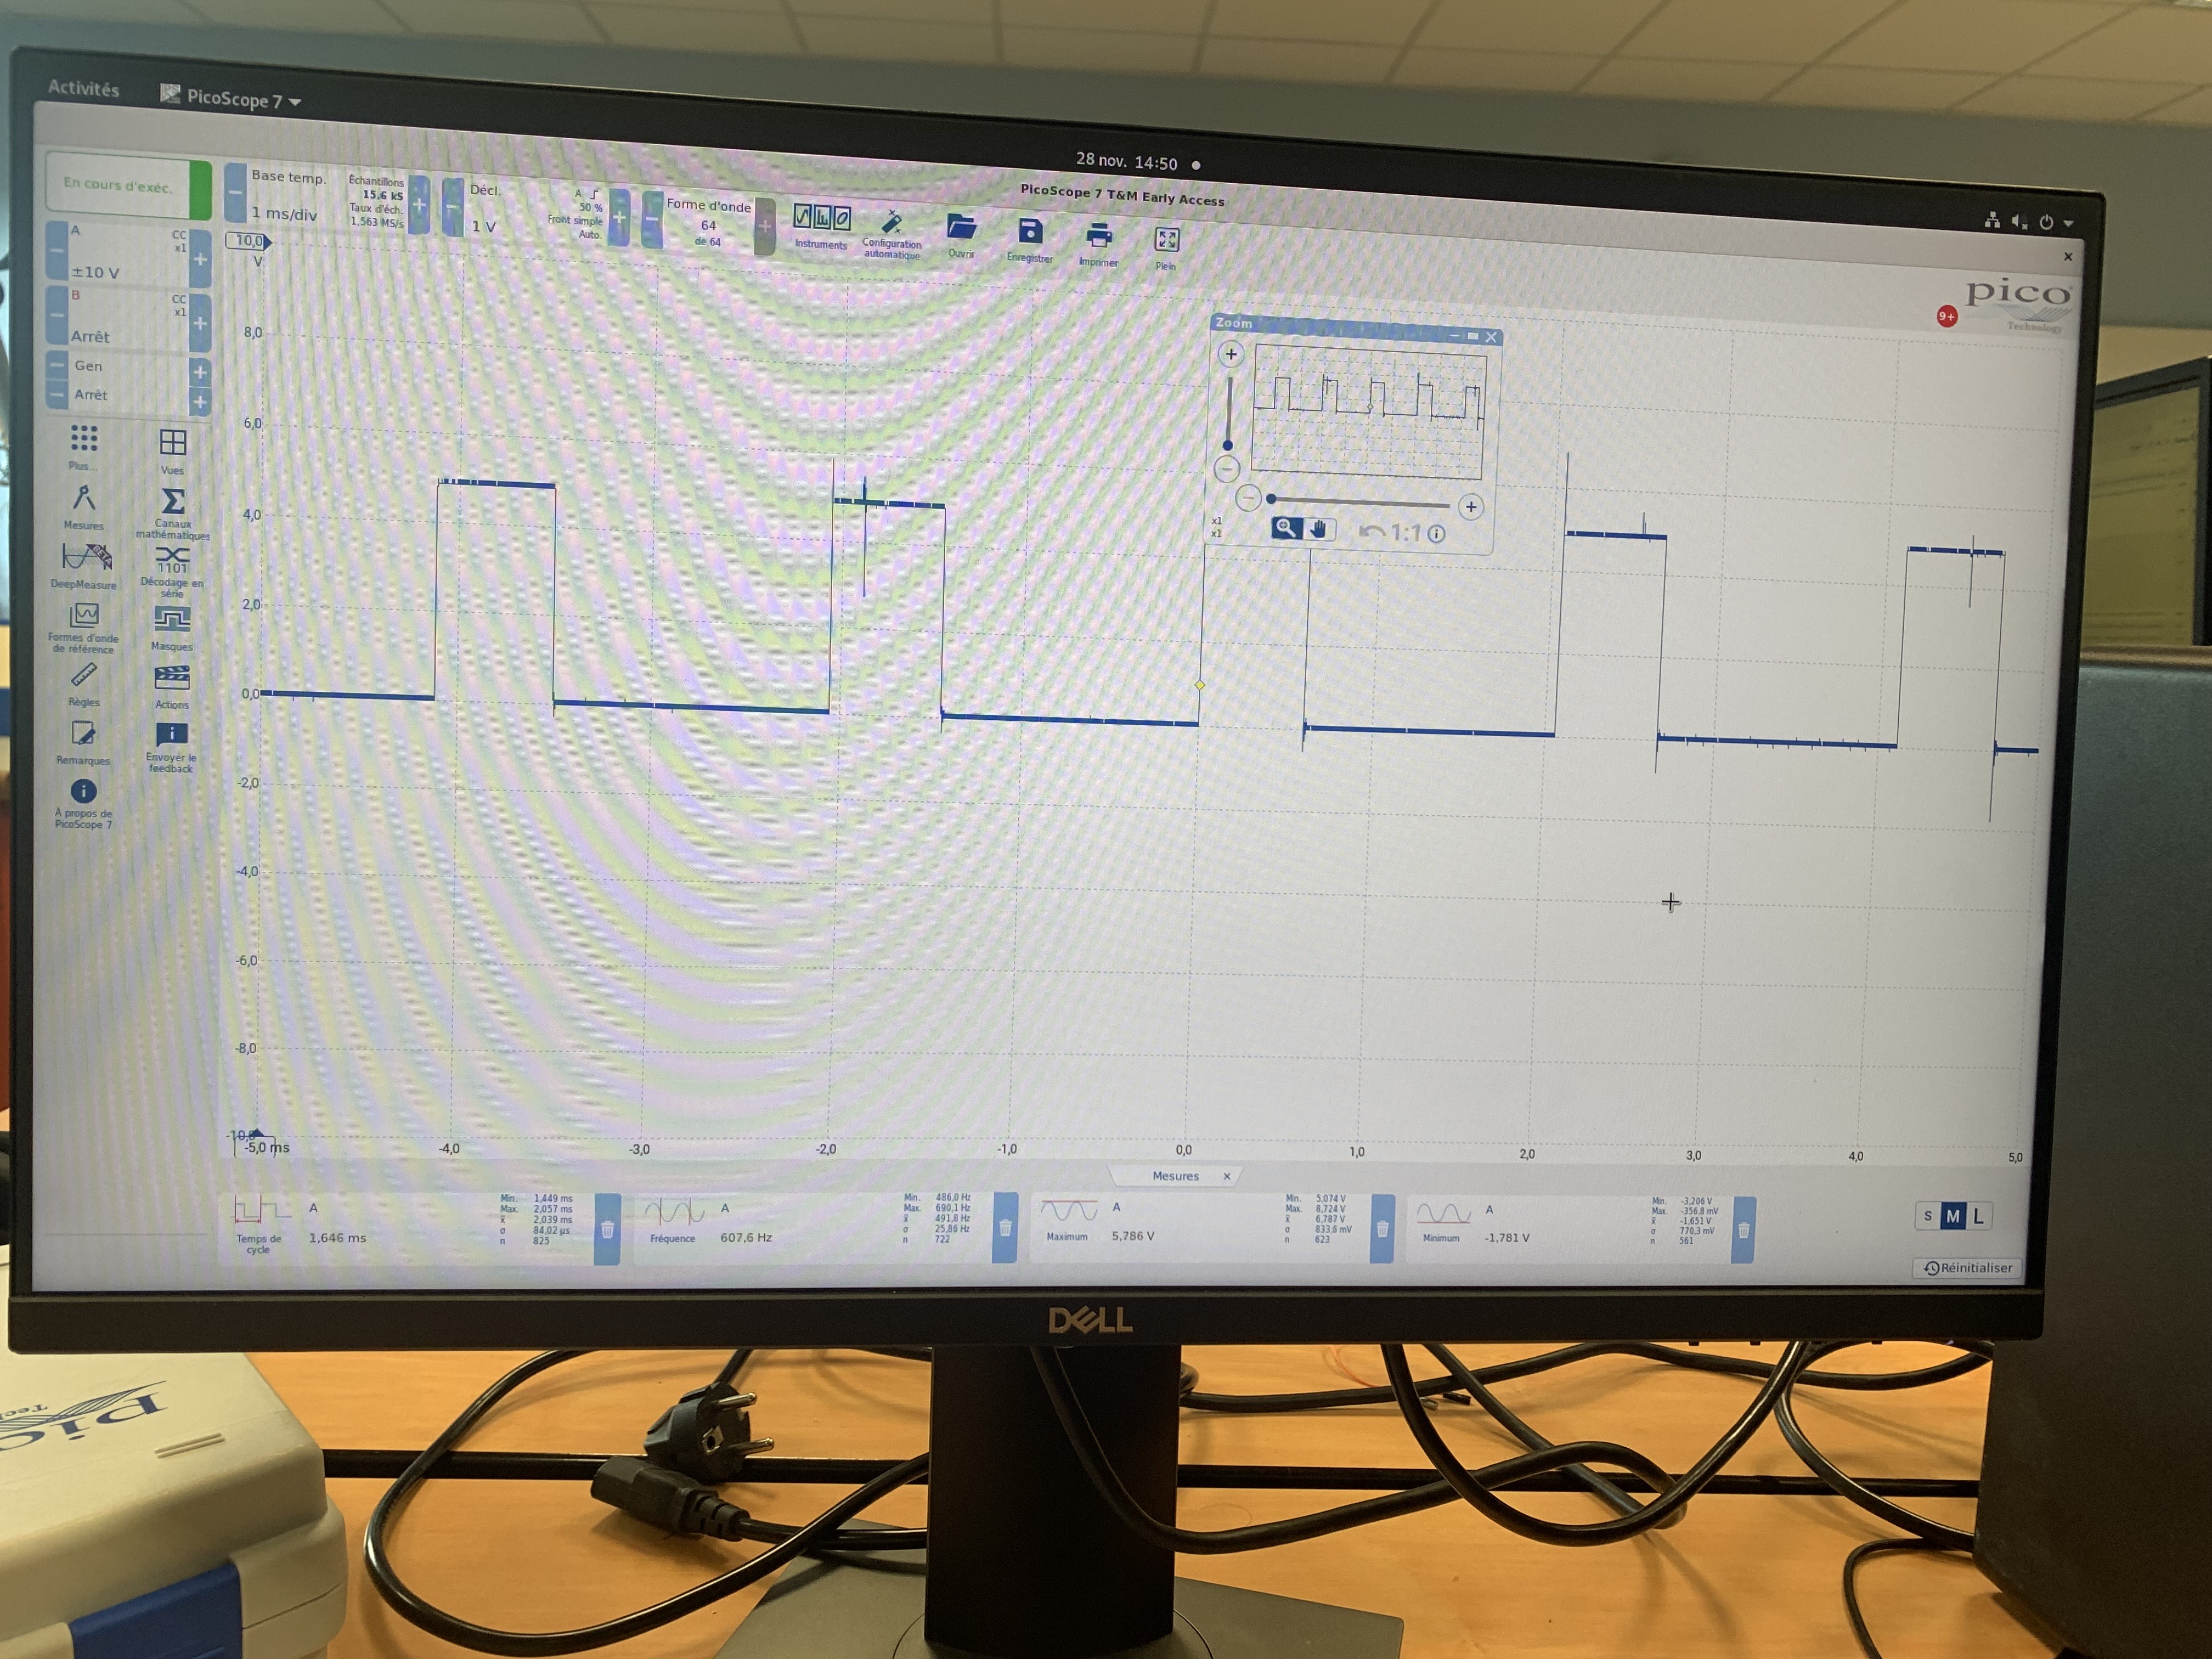 Activités
PicoScope 7
28 nov. 14:50
PicoScope 7 T&M Early Access
En cours d'exéc.
Base temp.
1 ms/div
Échantillons
15,6 kS
Taux d'éch.
1,563 MS/s
Décl.
1 V
A
50 %
Front simple
Auto.
Forme d'onde
64
de 64
Instruments
Configuration
automatique
Ouvrir
Enregistrer
Imprimer
Plein
pico
Technology
9+
A
CC
x1
±10 V
B
CC
x1
Arrêt
Gen
Arrêt
Plus...
Vues
Mesures
Canaux
mathématiques
DeepMeasure
1101
Décodage en
série
Formes d'onde
de référence
Masques
Règles
Actions
Remarques
Envoyer le
feedback
À propos de
PicoScope 7
10,0
V
8,0
6,0
4,0
2,0
0,0
-2,0
-4,0
-6,0
-8,0
-10,0
-5,0 ms
-4,0
-3,0
-2,0
-1,0
0,0
1,0
2,0
3,0
4,0
5,0
Zoom
x1
x1
1:1
Mesures
Temps de
cycle
A
1,646 ms
Min. 1,449 ms
Max. 2,057 ms
x̄ 2,039 ms
σ 84,02 µs
n 825
Fréquence
A
607,6 Hz
Min. 486,0 Hz
Max. 690,1 Hz
x̄ 491,8 Hz
σ 25,86 Hz
n 722
Maximum
A
5,786 V
Min. 5,074 V
Max. 8,724 V
x̄ 6,787 V
σ 833,6 mV
n 623
Minimum
A
-1,781 V
Min. -3,206 V
Max. -356,8 mV
x̄ -1,651 V
σ 770,3 mV
n 561
S M L
Réinitialiser
DELL